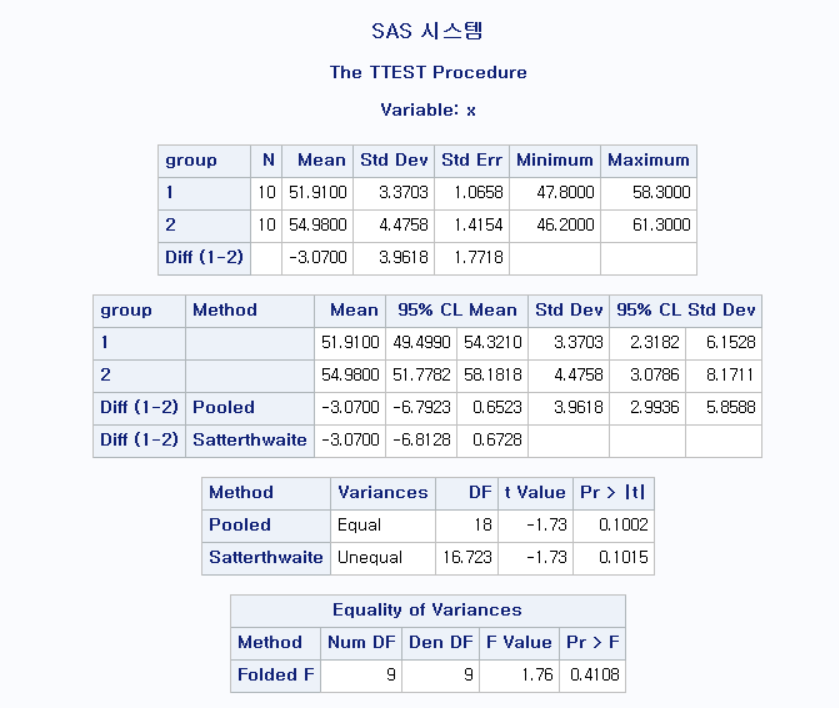 SAS 시스템
The TTEST Procedure
Variable: x
group N Mean Std Dev Std Err Minimum Maximum
1 10 51.9100 3.3703 1.0658 47.8000 58.3000
2 10 54.9800 4.4758 1.4154 46.2000 61.3000
Diff (1-2) -3.0700 3.9618 1.7718
group Method Mean 95% CL Mean Std Dev 95% CL Std Dev
1 51.9100 49.4990 54.3210 3.3703 2.3182 6.1528
2 54.9800 51.7782 58.1818 4.4758 3.0786 8.1711
Diff (1-2) Pooled -3.0700 -6.7923 0.6523 3.9618 2.9936 5.8588
Diff (1-2) Satterthwaite -3.0700 -6.8128 0.6728
Method Variances DF t Value Pr > |t|
Pooled Equal 18 -1.73 0.1002
Satterthwaite Unequal 16.723 -1.73 0.1015
Equality of Variances
Method Num DF Den DF F Value Pr > F
Folded F 9 9 1.76 0.4108